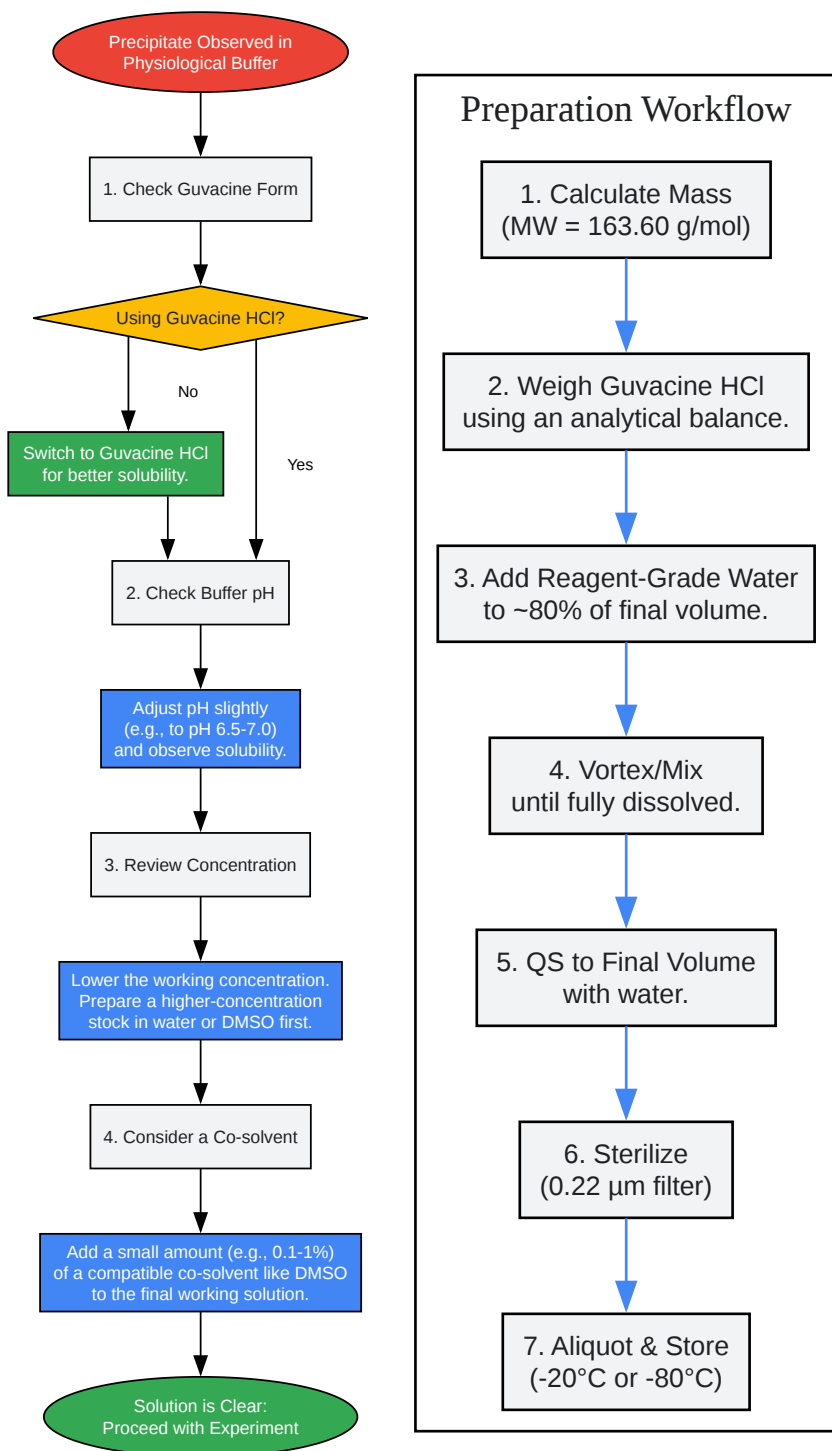 Precipitate Observed in
Physiological Buffer
1. Check Guvacine Form
Using Guvacine HCl?
No
Yes
Switch to Guvacine HCl
for better solubility.
2. Check Buffer pH
Adjust pH slightly
(e.g., to pH 6.5-7.0)
and observe solubility.
3. Review Concentration
Lower the working concentration.
Prepare a higher-concentration
stock in water or DMSO first.
4. Consider a Co-solvent
Add a small amount (e.g., 0.1-1%)
of a compatible co-solvent like DMSO
to the final working solution.
Solution is Clear:
Proceed with Experiment
Preparation Workflow
1. Calculate Mass
(MW = 163.60 g/mol)
2. Weigh Guvacine HCl
using an analytical balance.
3. Add Reagent-Grade Water
to ~80% of final volume.
4. Vortex/Mix
until fully dissolved.
5. QS to Final Volume
with water.
6. Sterilize
(0.22 µm filter)
7. Aliquot & Store
(-20°C or -80°C)